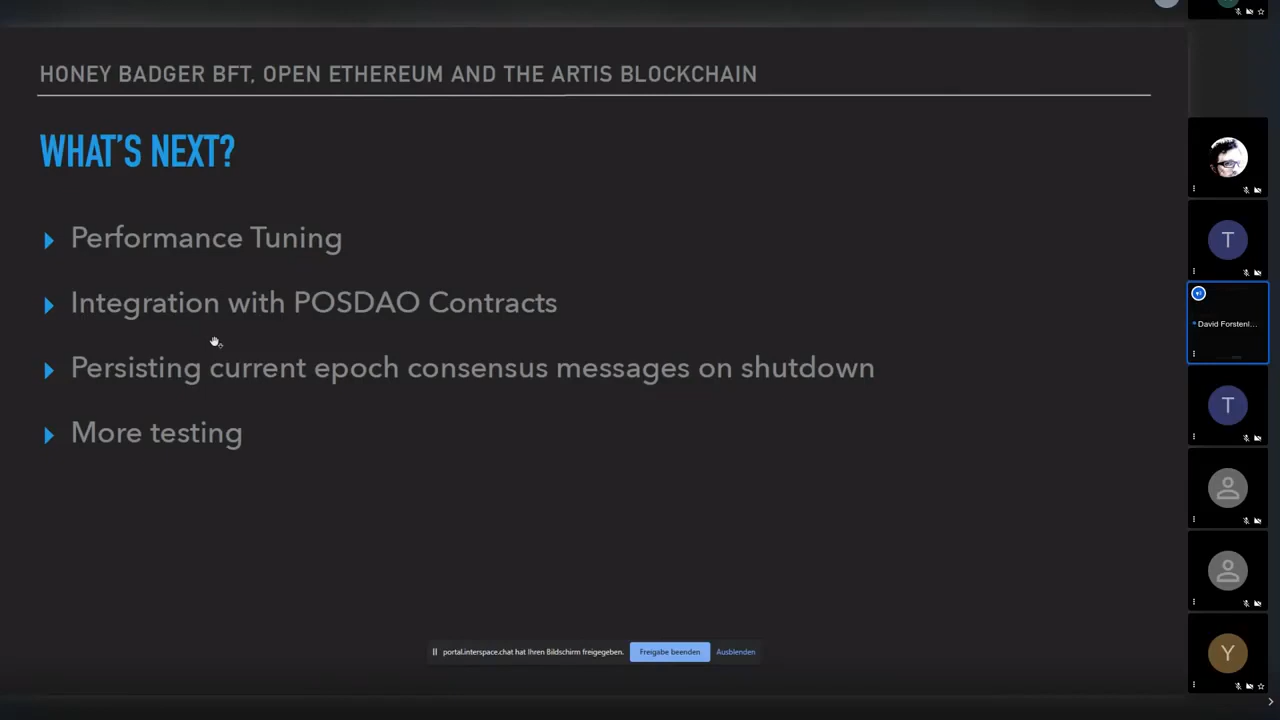 HONEY BADGER BFT, OPEN ETHEREUM AND THE ARTIS BLOCKCHAIN
WHAT'S NEXT?
Performance Tuning
Integration with POSDAO Contracts
Persisting current epoch consensus messages on shutdown
More testing
T
David Forstenl...
T
Y
portal.interspace.chat hat Ihren Bildschirm freigegeben. Freigabe beenden Ausblenden